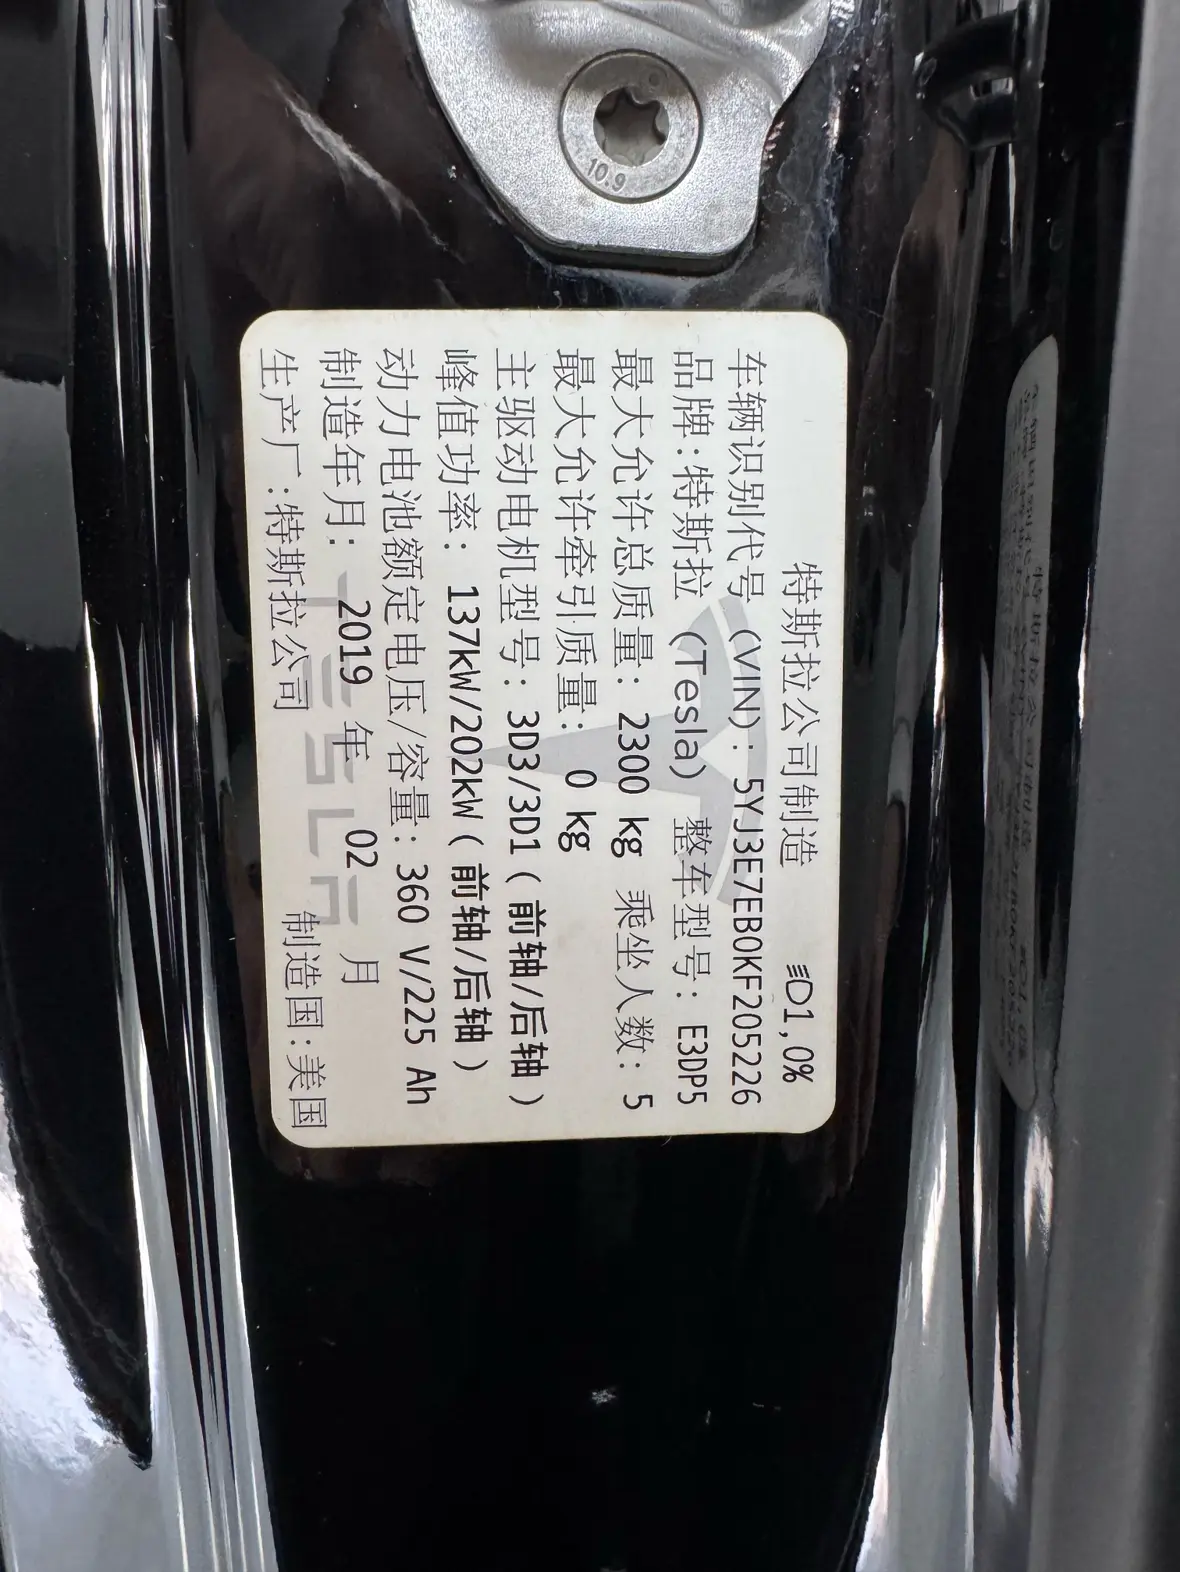 特斯拉公司制造 1,0%
车辆识别代号 (VIN): 5YJ3E7EB0KF205226
品牌:特斯拉 (Tesla) 整车型号: E3DP5
最大允许总质量: 2300 kg 乘坐人数: 5
最大允许牵引质量: 0 kg
主驱动电机型号: 3D3/3D1 (前轴/后轴)
峰值功率: 137kW/202kW (前轴/后轴)
动力电池额定电压/容量: 360 V/225 Ah
制造年月: 2019 年 02 月
生产厂:特斯拉公司 制造国:美国
TESLA
10.9